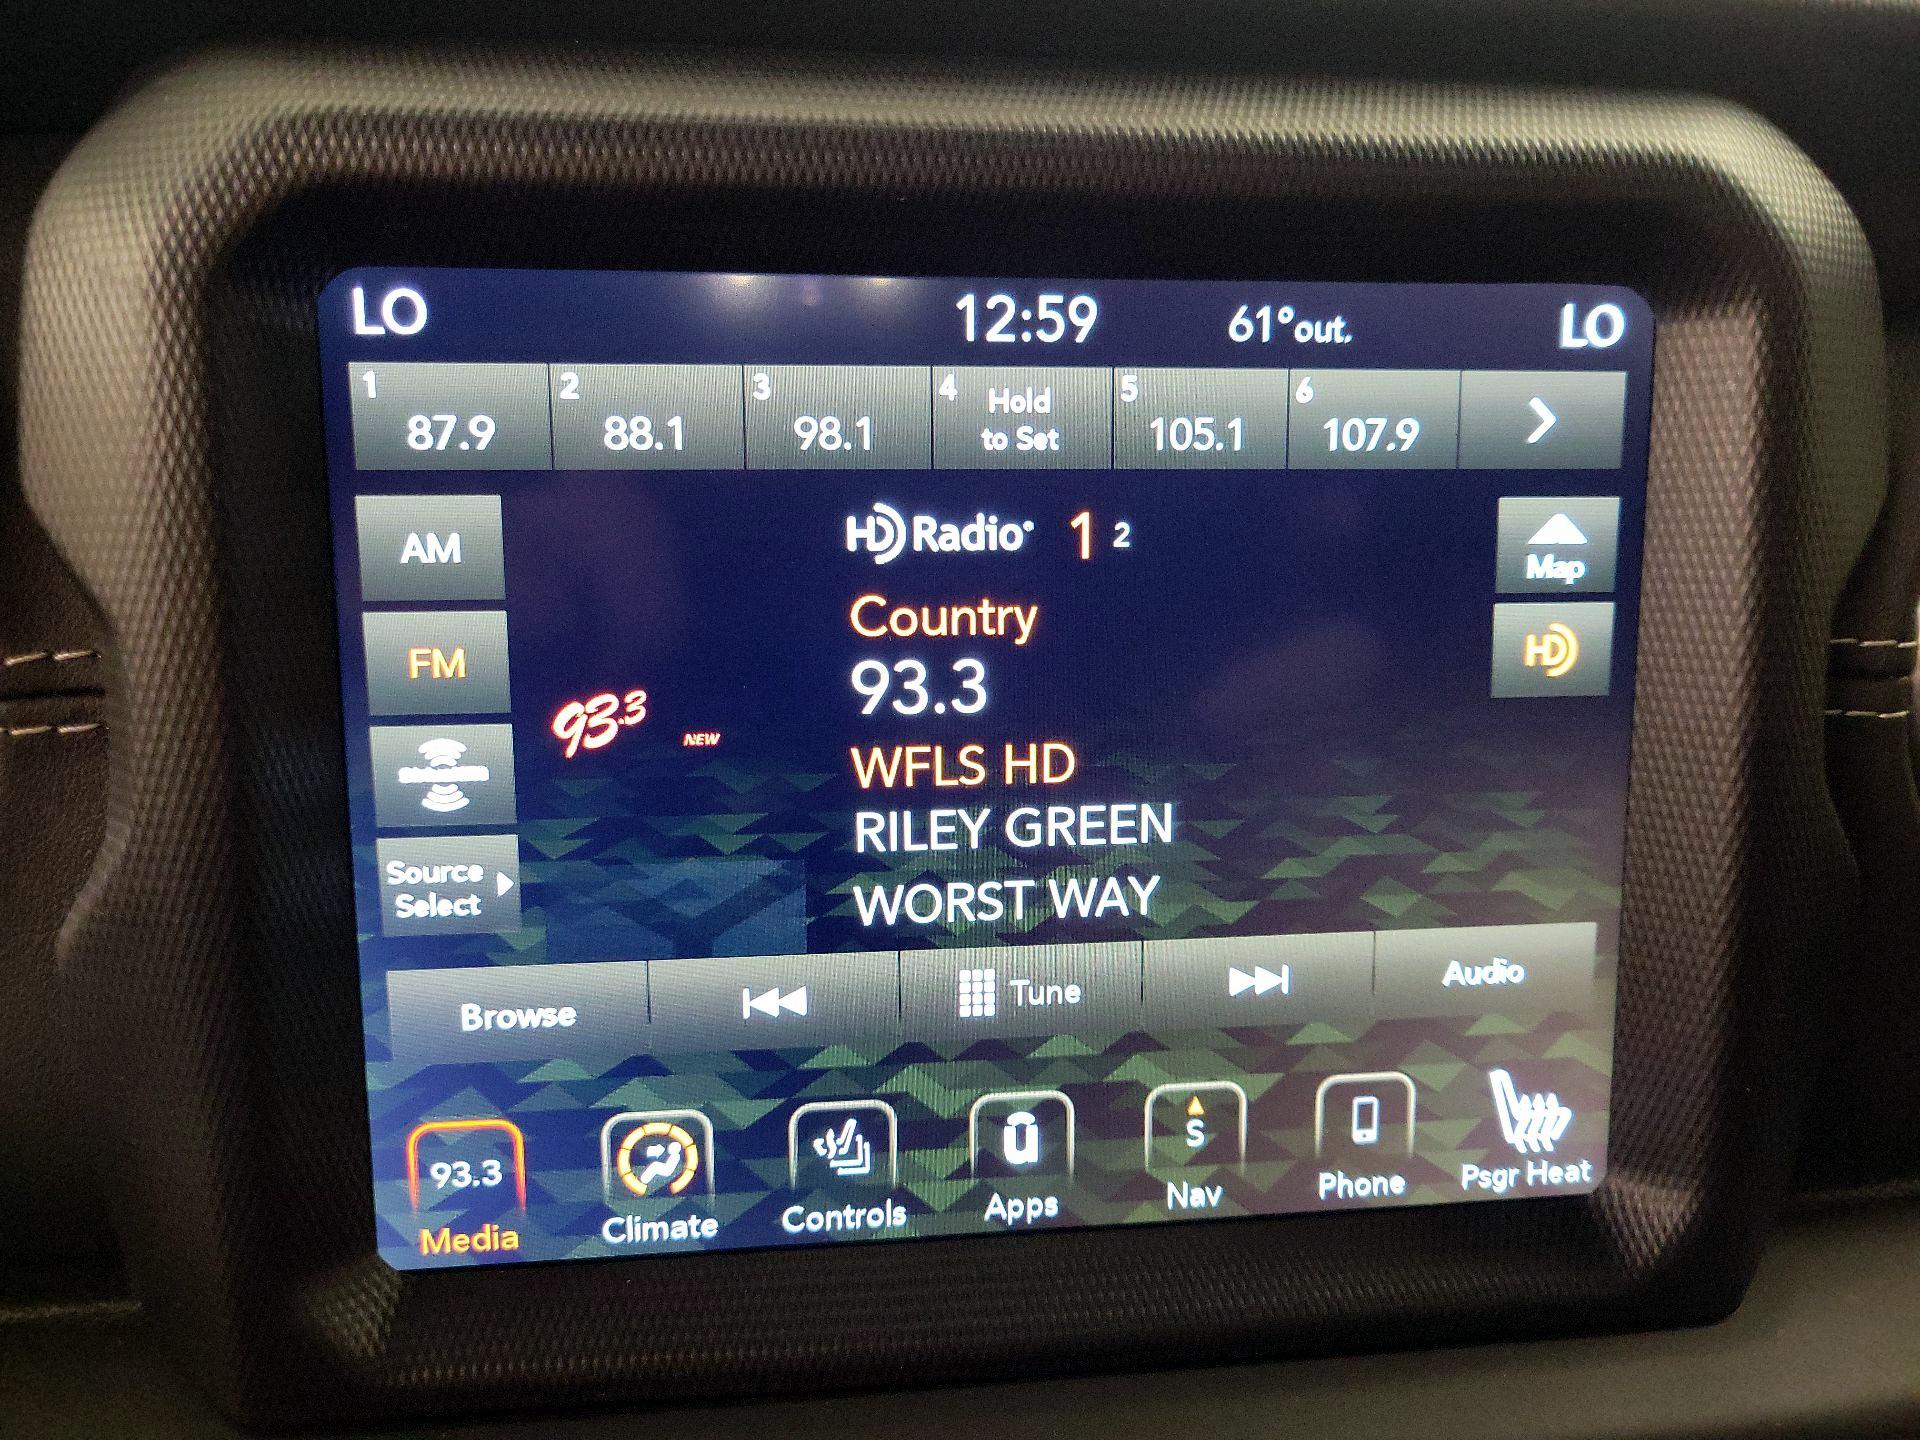 LO 12:59 61°out. LO
1 2 3 4 Hold 5 6
87.9 88.1 98.1 to Set 105.1 107.9
HD Radio 1 2
AM
Map
Country
FM
HD
93.3
93.3 NEW
WFLS HD
RILEY GREEN
Source
Select
WORST WAY
Browse Tune Audio
93.3 S
Media Climate Controls Apps Nav Phone Psgr Heat